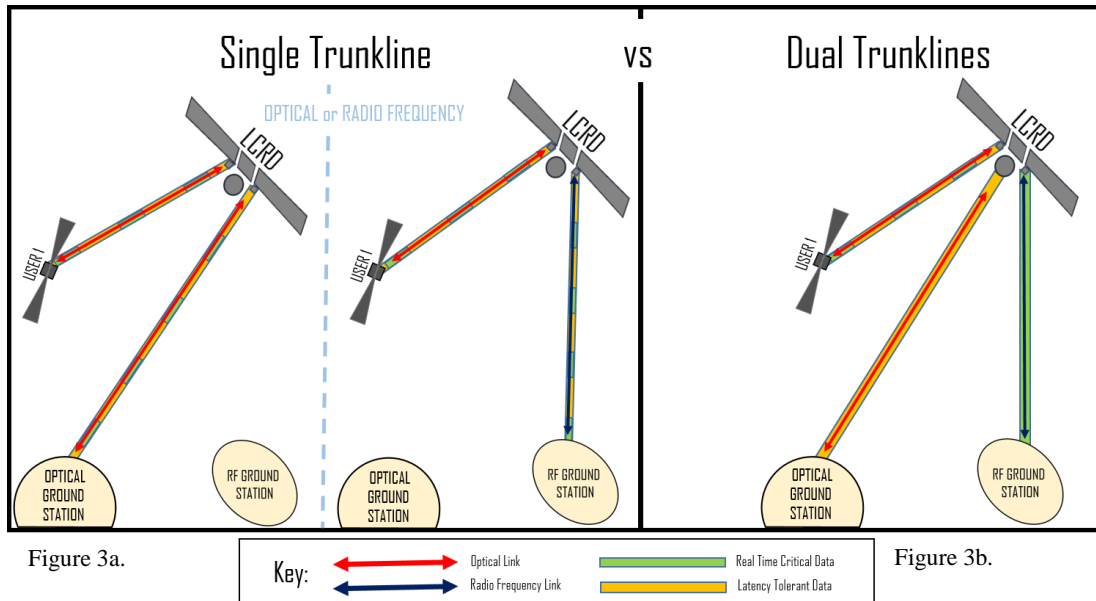 Single Trunkline
vs
Dual Trunklines
OPTICAL or RADIO FREQUENCY
LCRD
USER 1
OPTICAL
GROUND
STATION
RF GROUND
STATION
LCRD
USER 1
OPTICAL
GROUND
STATION
RF GROUND
STATION
LCRD
USER 1
OPTICAL
GROUND
STATION
RF GROUND
STATION
Figure 3a.
Figure 3b.
Key:
Optical Link
Radio Frequency Link
Real Time Critical Data
Latency Tolerant Data